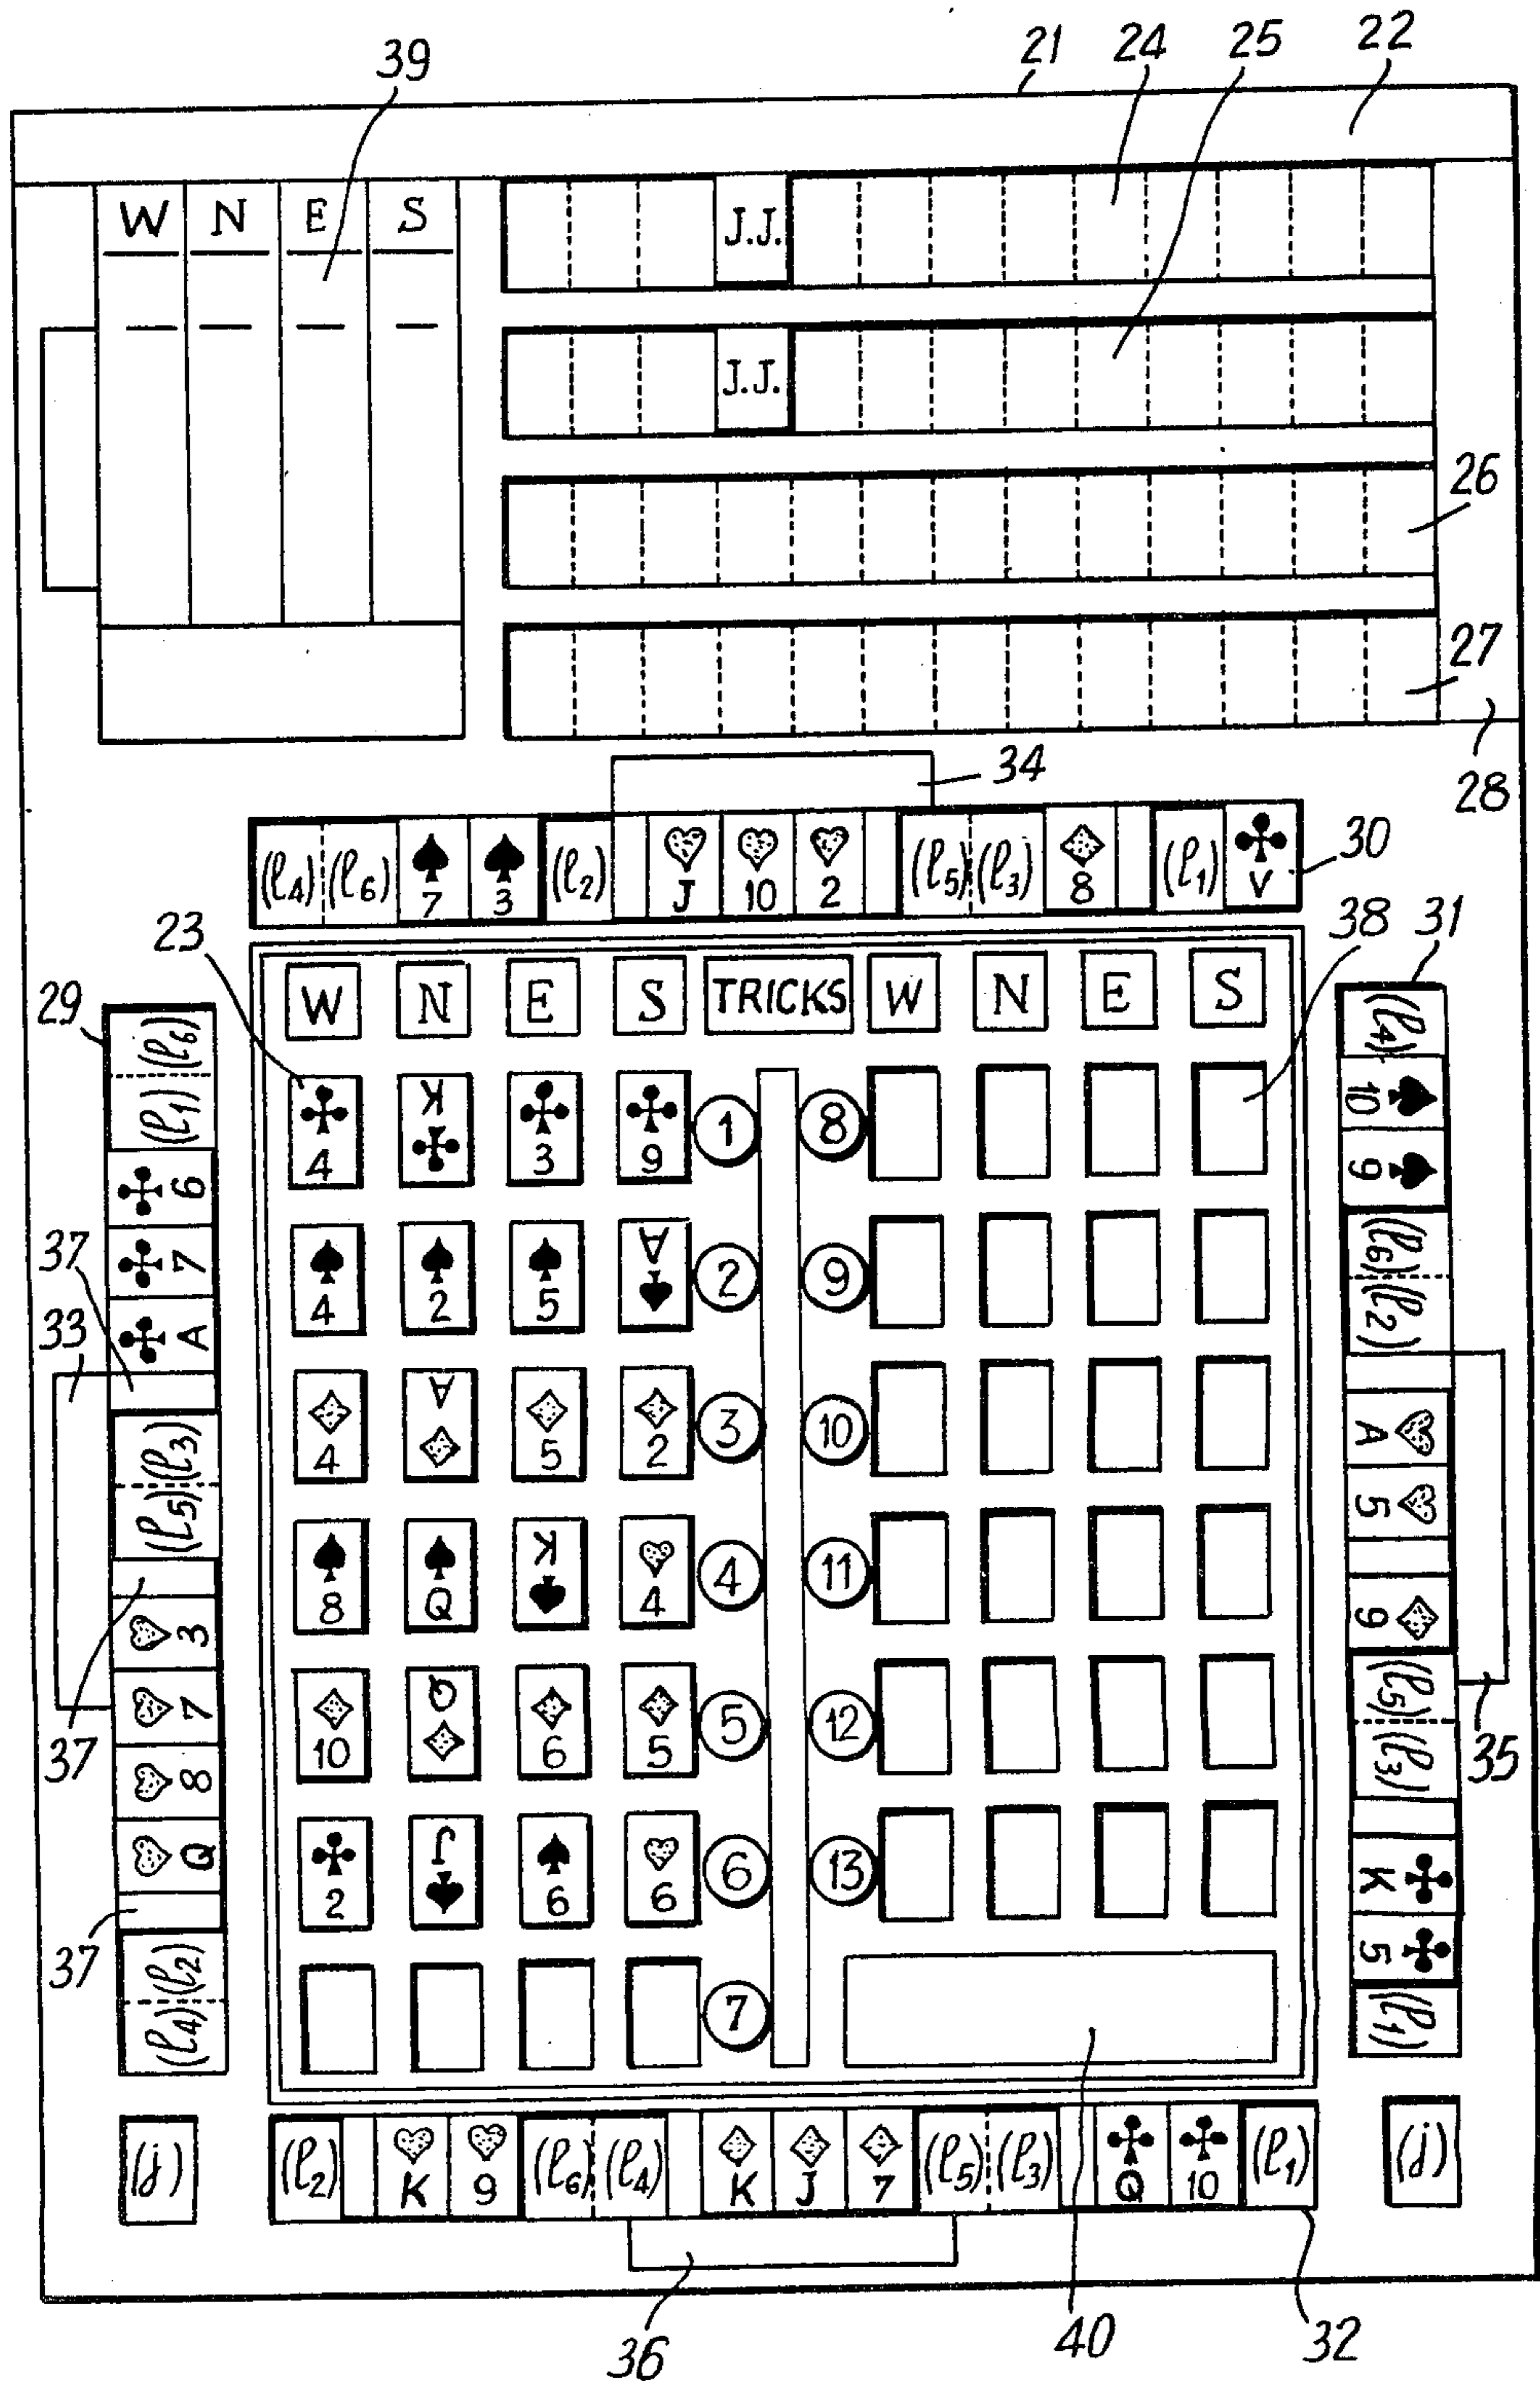 21 24 25 22
39
W N E S J.J.
J.J.
26
27
34 28
(l₄) (l₆) ♠7 ♠3 (l₂) ♡J ♡10 ♡2 (l₅) (l₃) ♢8 (l₁) ♣V 30
23 38 31
W N E S TRICKS W N E S
29
♣4 K♣ ♣3 ♣9 1 8
♠4 ♠2 ♠5 A♠ 2 9
♢4 A♢ ♢5 ♢2 3 10
♠8 ♠Q K♠ ♡4 4 11
♢10 Q♢ ♢6 ♢5 5 12
♣2 J♠ ♠6 ♡6 6 13
7
(l₆)
(l₁)
♣6
♣7
♣A
(l₃)
(l₅)
♡3
♡7
♡8
♡Q
(l₂)
(l₄)
37
33
37
37
(l₄)
♠10
♠9
(l₆)
(l₂)
♡A
♡5
♢9
(l₅)
(l₃)
♣K
♣5
(l₁)
35
(j) (l₂) ♡K ♡9 (l₆) (l₄) ♢K ♢J ♢7 (l₅) (l₃) ♣Q ♣10 (l₁) (j)
36 40 32